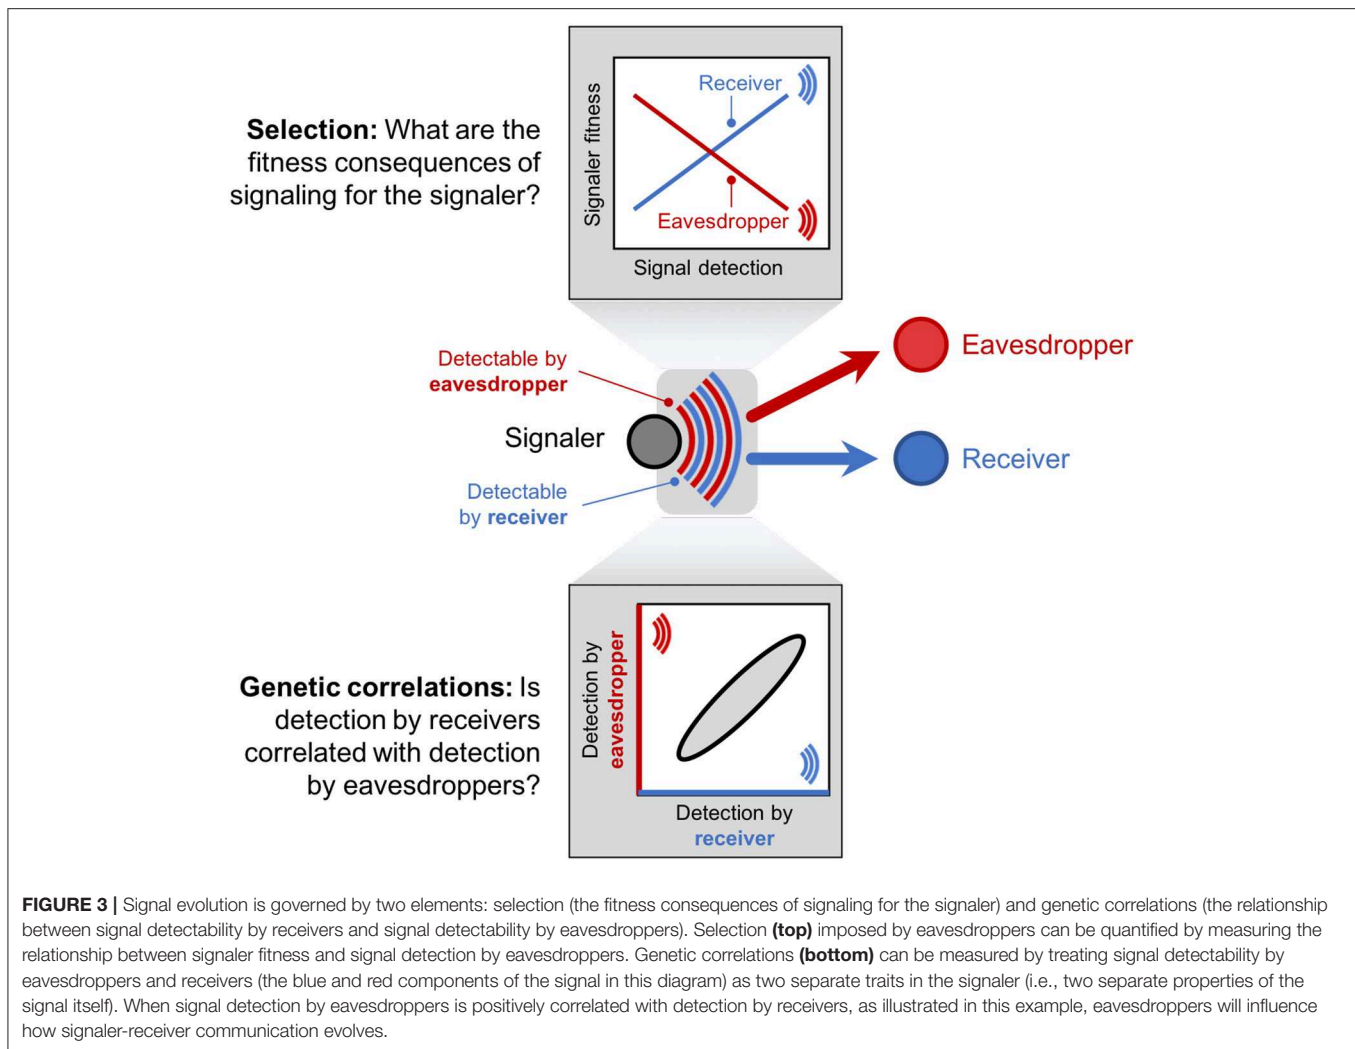 Selection: What are the
fitness consequences of
signaling for the signaler?
Signaler fitness
Receiver
Eavesdropper
Signal detection
Detectable by
eavesdropper
Signaler
Detectable
by receiver
Eavesdropper
Receiver
Genetic correlations: Is
detection by receivers
correlated with detection
by eavesdroppers?
Detection by
eavesdropper
Detection by
receiver
FIGURE 3 | Signal evolution is governed by two elements: selection (the fitness consequences of signaling for the signaler) and genetic correlations (the relationship
between signal detectability by receivers and signal detectability by eavesdroppers). Selection (top) imposed by eavesdroppers can be quantified by measuring the
relationship between signaler fitness and signal detection by eavesdroppers. Genetic correlations (bottom) can be measured by treating signal detectability by
eavesdroppers and receivers (the blue and red components of the signal in this diagram) as two separate traits in the signaler (i.e., two separate properties of the
signal itself). When signal detection by eavesdroppers is positively correlated with detection by receivers, as illustrated in this example, eavesdroppers will influence
how signaler-receiver communication evolves.